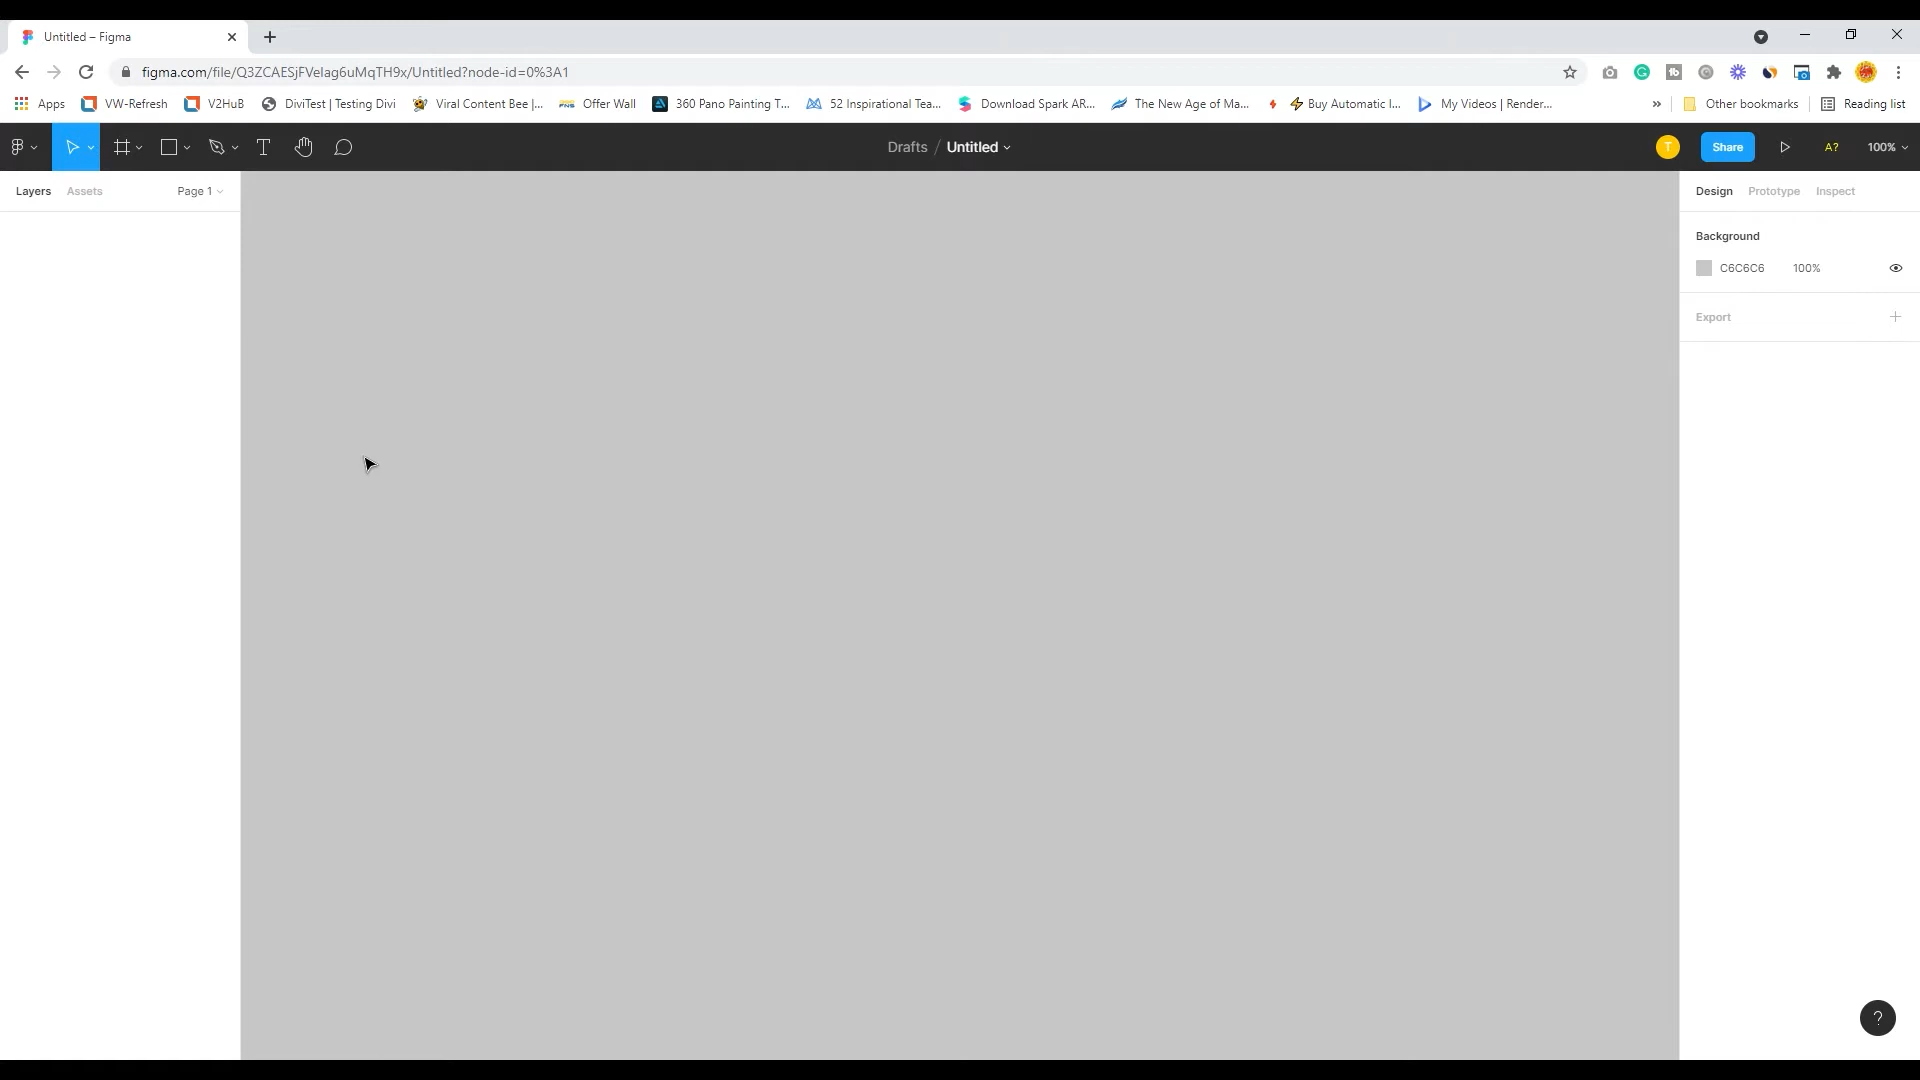 Untitled – Figma
figma.com/file/Q3ZCAESjFVeIag6uMqTH9x/Untitled?node-id=0%3A1
Apps VW-Refresh V2HuB DiviTest | Testing Divi Viral Content Bee |... Offer Wall 360 Pano Painting T... 52 Inspirational Tea... Download Spark AR... The New Age of Ma... Buy Automatic I... My Videos | Render... » Other bookmarks Reading list
Drafts / Untitled T Share A? 100%
Layers Assets Page 1 Design Prototype Inspect
Background
C6C6C6 100%
Export
?